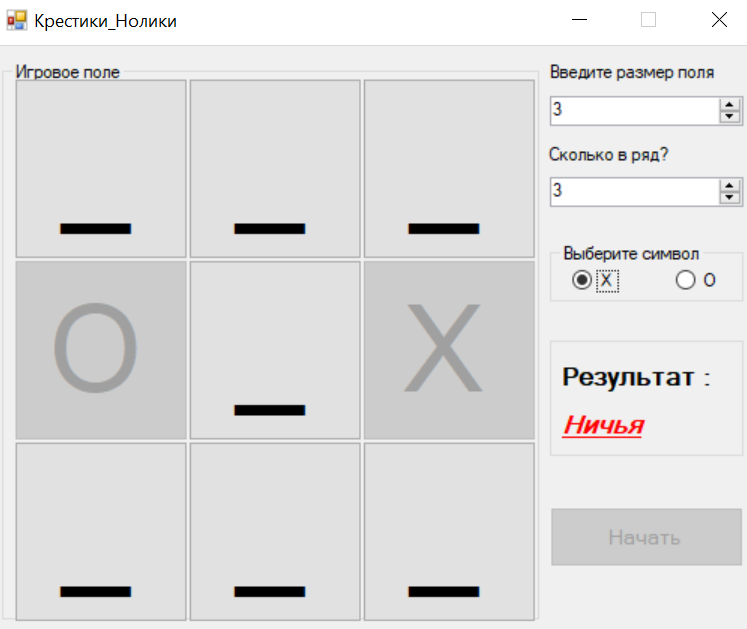 Крестики_Нолики
Игровое поле
_ _ _
O _ X
_ _ _
Введите размер поля
3
Сколько в ряд?
3
Выберите символ
X O
Результат :
Ничья
Начать